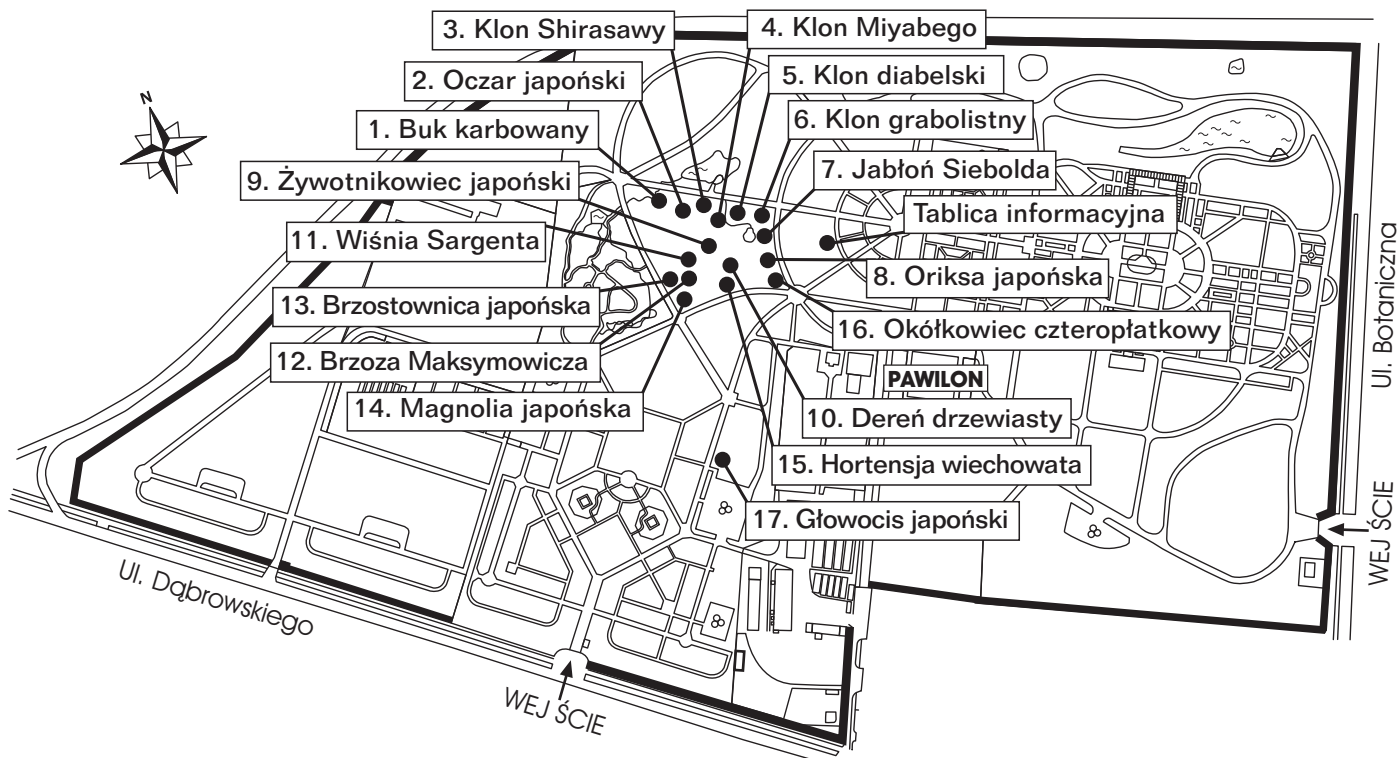 3. Klon Shirasawy
4. Klon Miyabego
2. Oczar japoński
5. Klon diabelski
N
1. Buk karbowany
6. Klon grabolistny
9. Żywotnikowiec japoński
7. Jabłoń Siebolda
Tablica informacyjna
11. Wiśnia Sargenta
8. Oriksa japońska
13. Brzostownica japońska
16. Okółkowiec czteropłatkowy
12. Brzoza Maksymowicza
PAWILON
14. Magnolia japońska
10. Dereń drzewiasty
15. Hortensja wiechowata
17. Głowocis japoński
Ul. Botaniczna
WEJ ŚCIE
Ul. Dąbrowskiego
WEJ ŚCIE